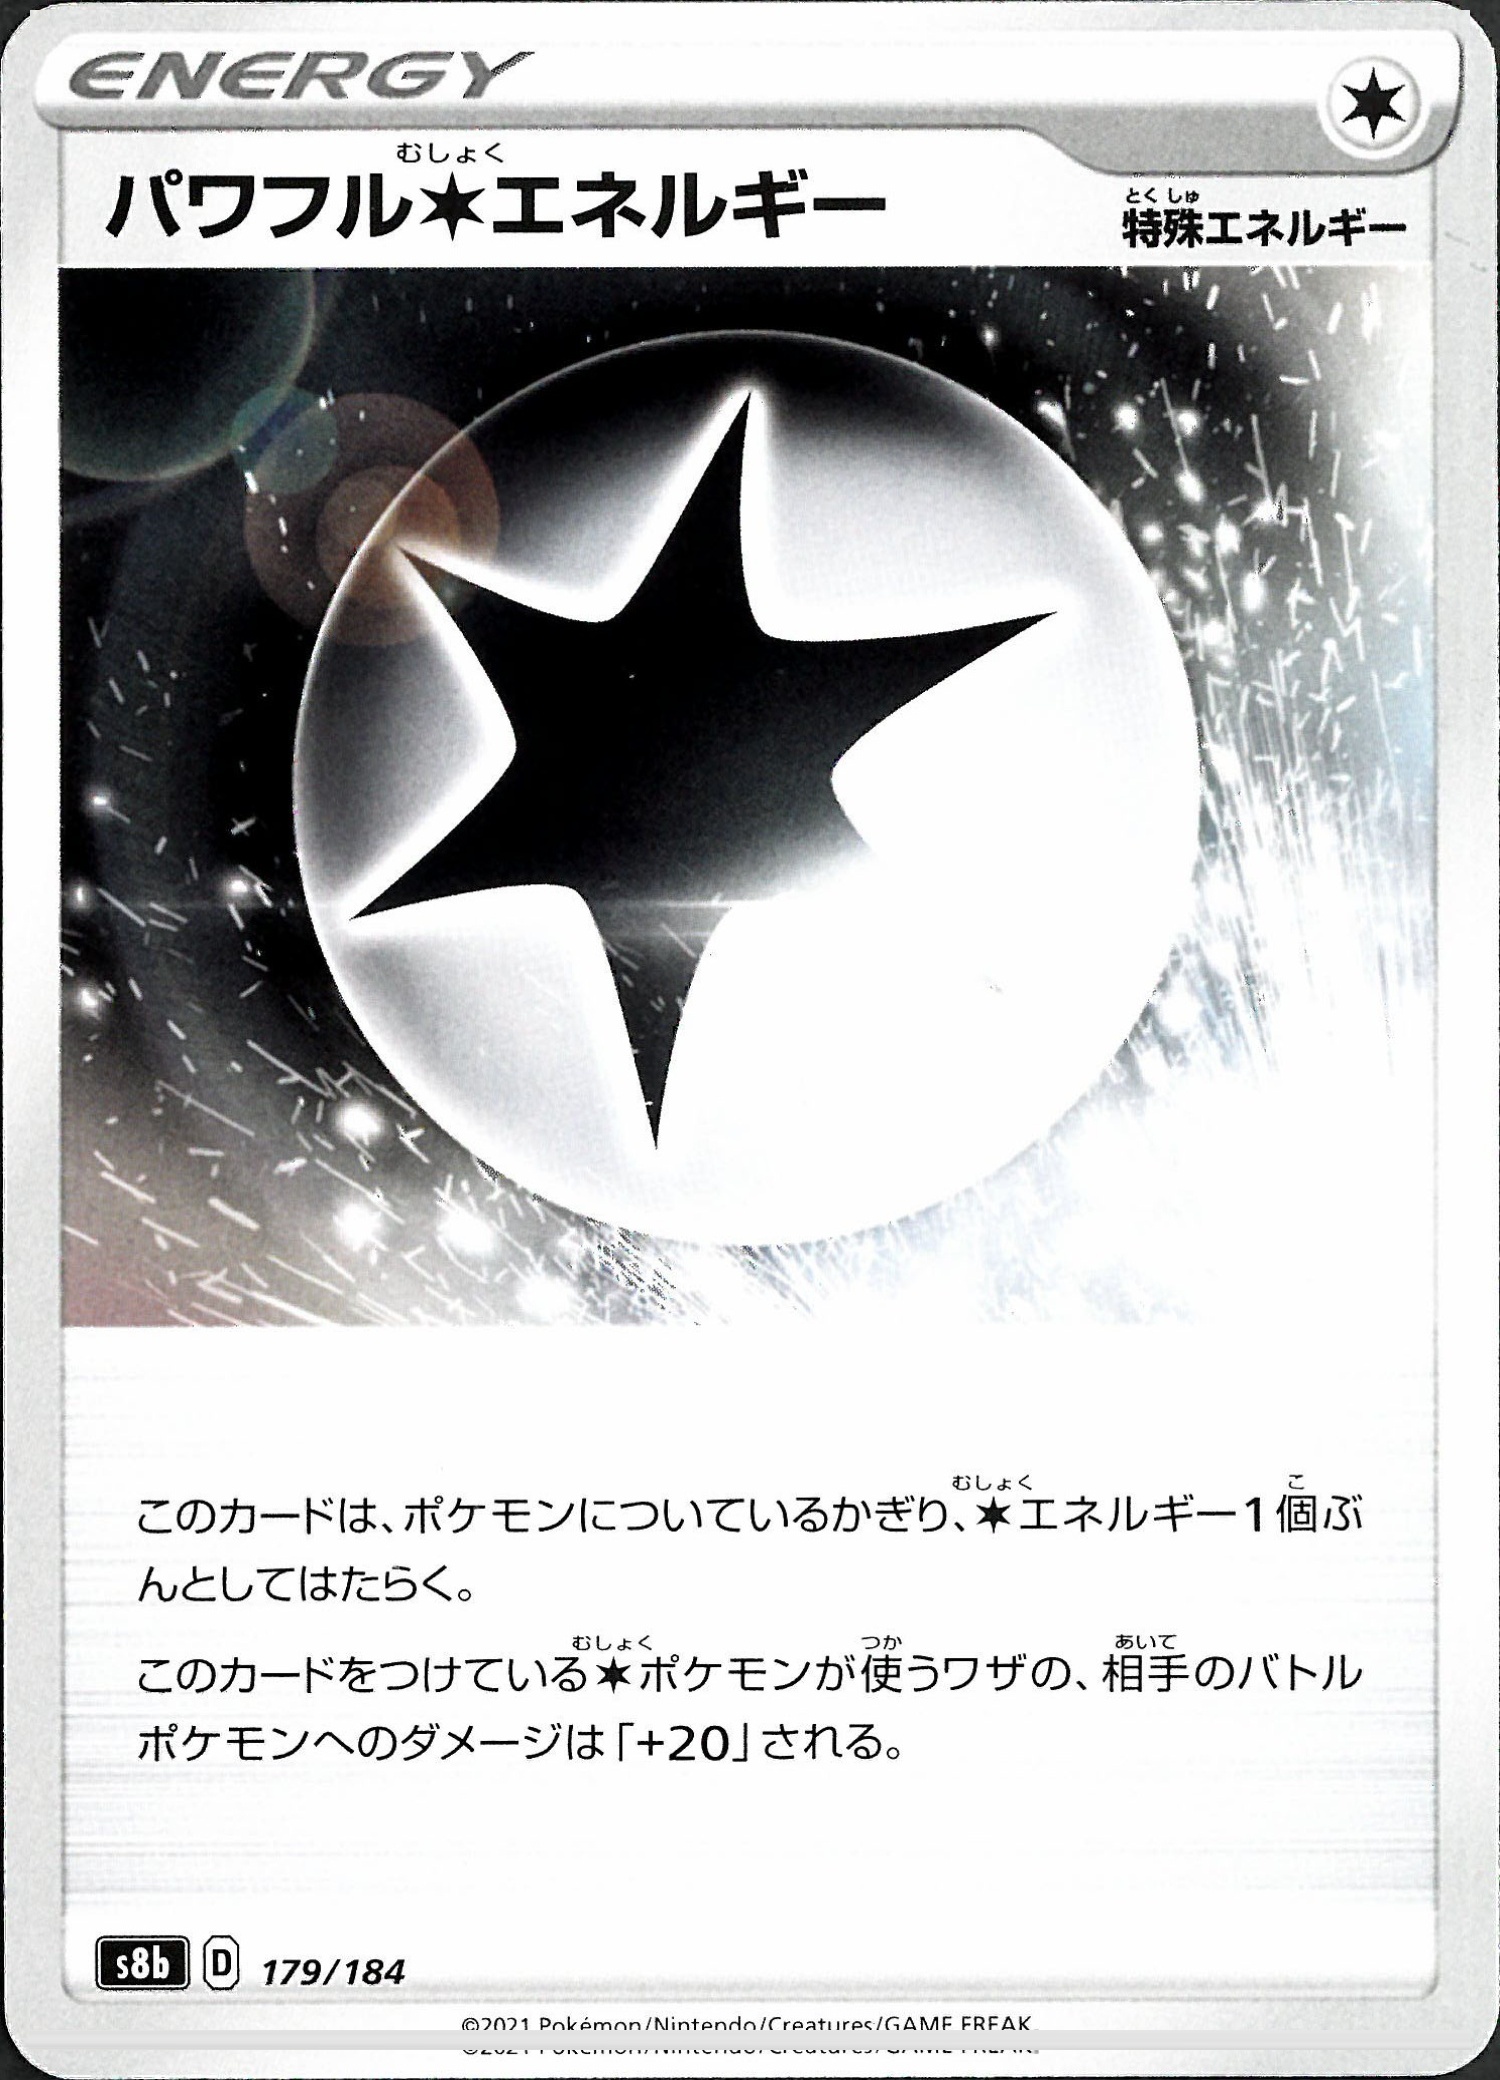 ENERGY
むしょく
パワフル✶エネルギー
とくしゅ
特殊エネルギー
むしょく こ
このカードは、ポケモンについているかぎり、✶エネルギー1個ぶ
んとしてはたらく。
むしょく つか あいて
このカードをつけている✶ポケモンが使うワザの、相手のバトル
ポケモンへのダメージは「+20」される。
s8b D 179/184
©2021 Pokémon/Nintendo/Creatures/GAME FREAK.